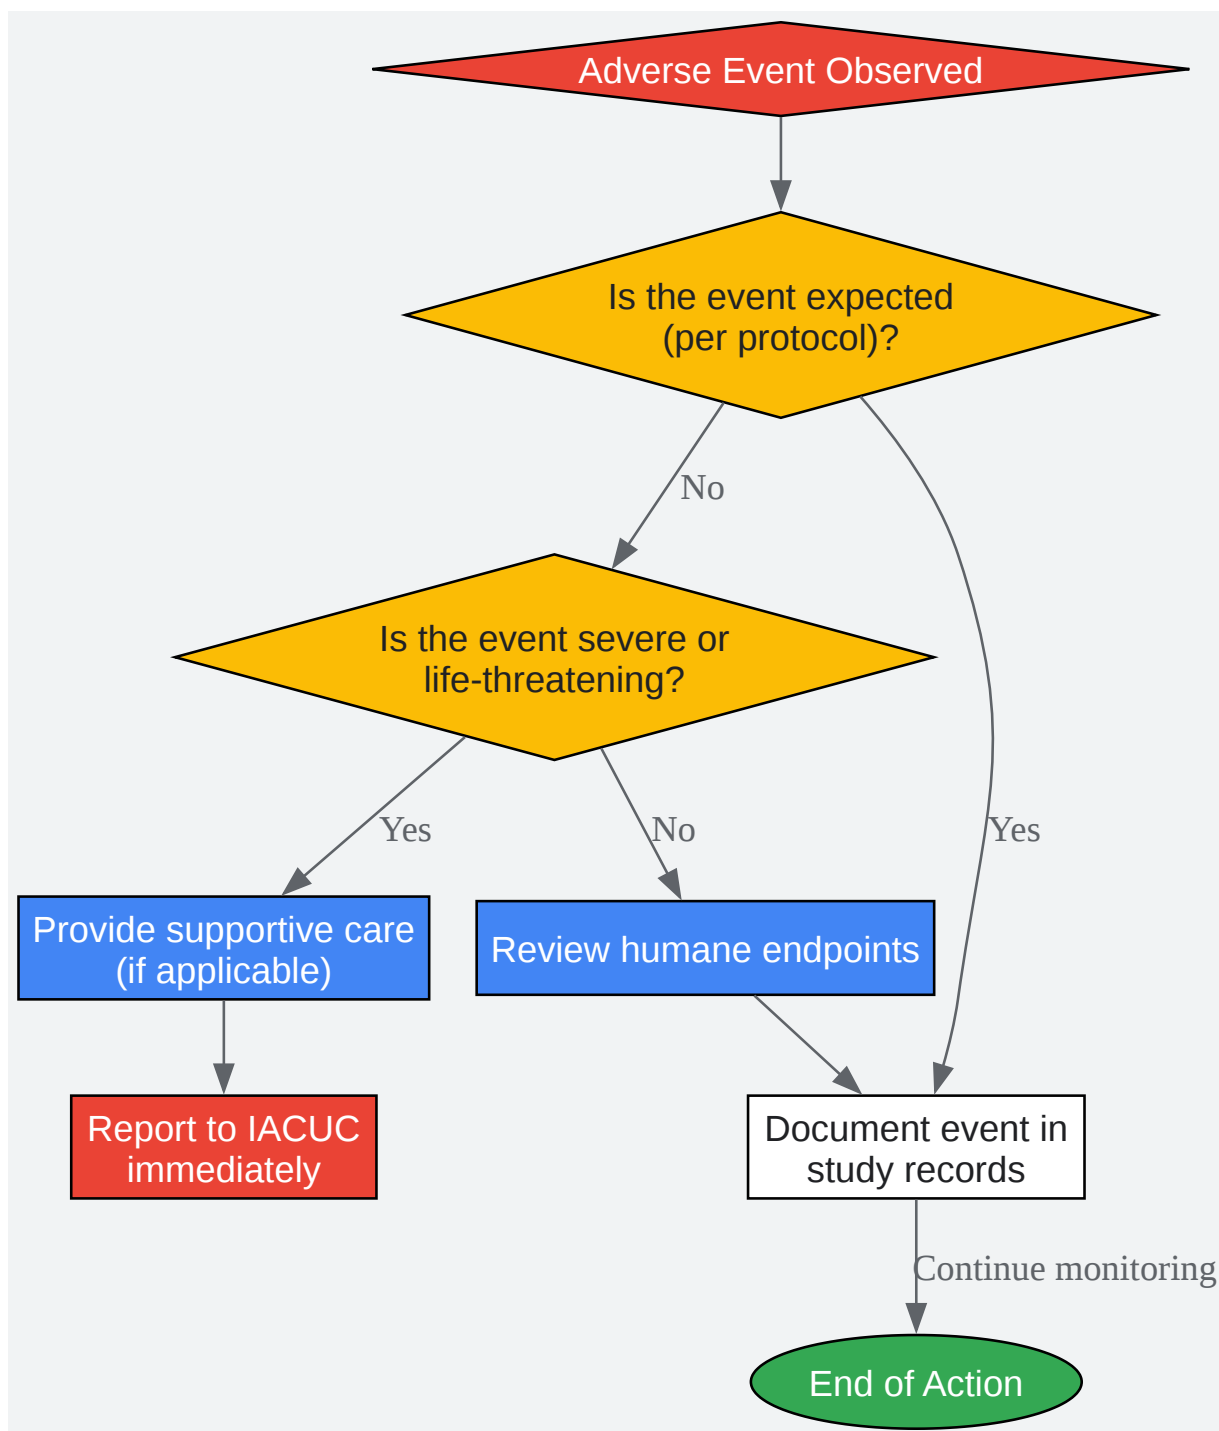 Adverse Event Observed
Is the event expected
(per protocol)?
No
Is the event severe or
life-threatening?
Yes
No
Yes
Provide supportive care
(if applicable)
Review humane endpoints
Report to IACUC
immediately
Document event in
study records
Continue monitoring
End of Action